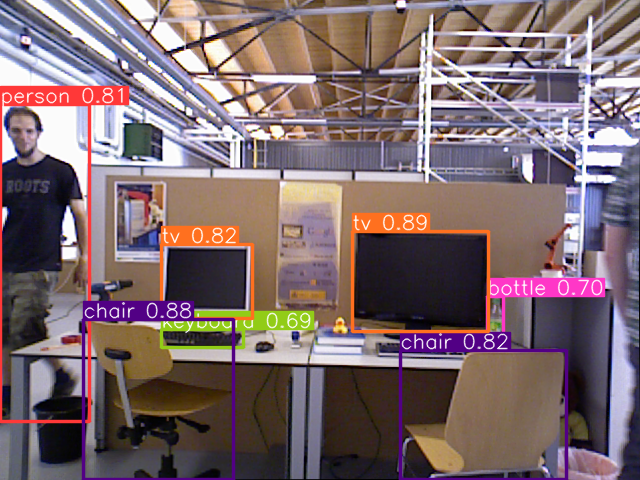 person 0.81
ROOTS
tv 0.82
tv 0.89
bottle 0.70
chair 0.88
keyboard 0.69
chair 0.82